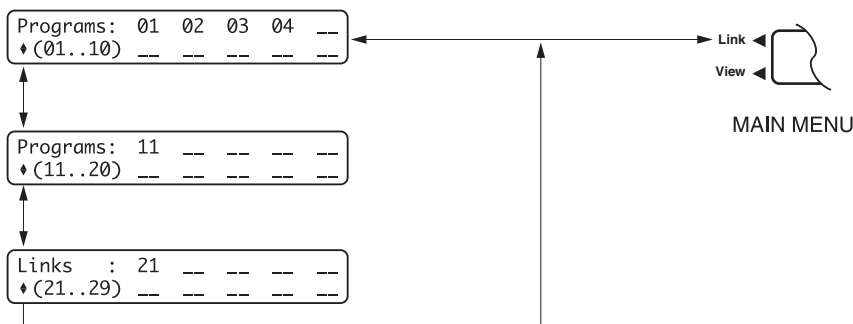 Programs: 01 02 03 04 __
♦(01..10) __ __ __ __ __
Link ◀
View ◀
MAIN MENU
Programs: 11 __ __ __ __
♦(11..20) __ __ __ __ __
Links : 21 __ __ __ __
♦(21..29) __ __ __ __ __